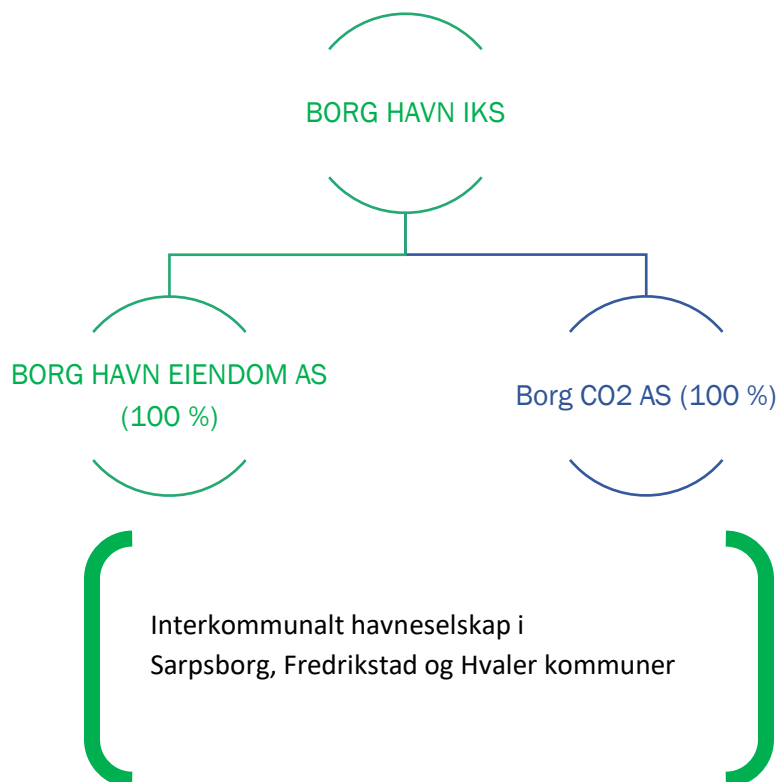 BORG HAVN IKS
BORG HAVN EIENDOM AS
(100 %)
Borg CO2 AS (100 %)
Interkommunalt havneselskap i
Sarpsborg, Fredrikstad og Hvaler kommuner